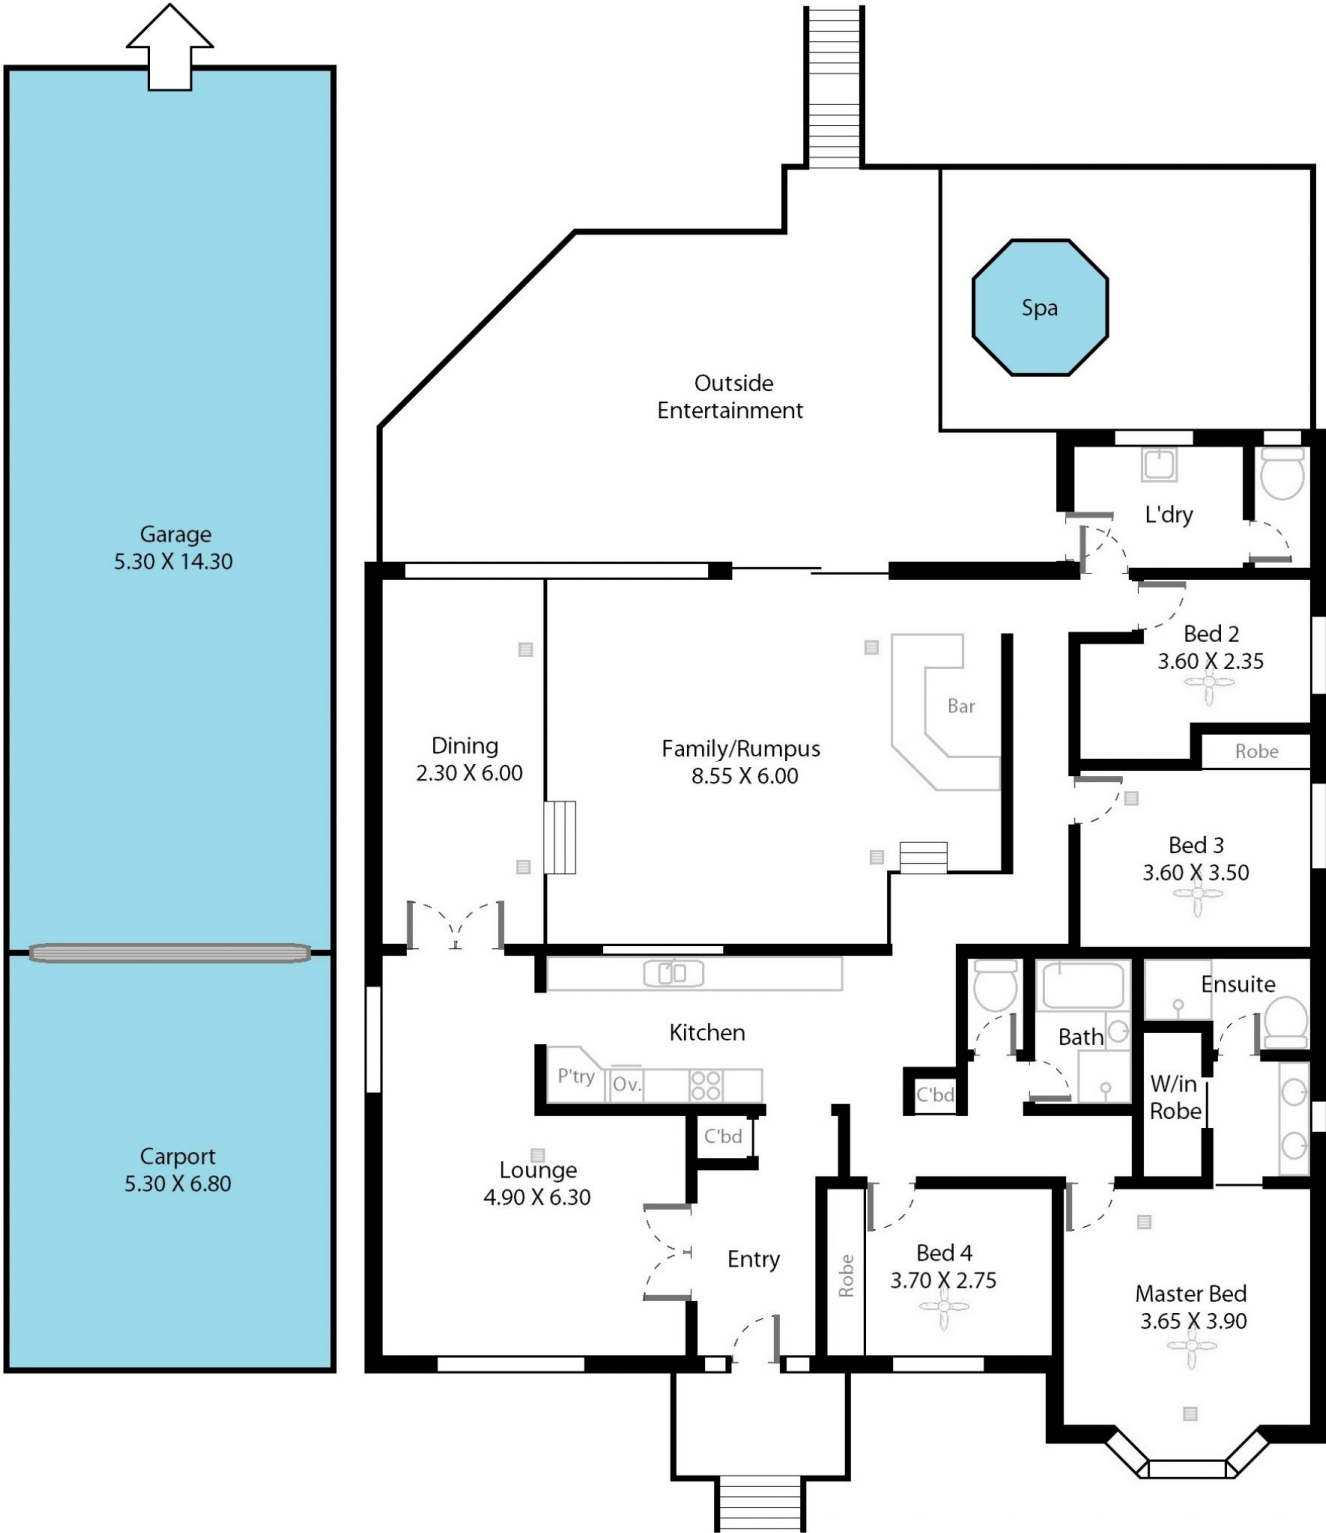 Spa
Outside
Entertainment
Garage
5.30 X 14.30
L'dry
Bed 2
3.60 X 2.35
Bar
Robe
Dining
2.30 X 6.00
Family/Rumpus
8.55 X 6.00
Bed 3
3.60 X 3.50
Ensuite
Kitchen
Bath
P'try
Ov.
C'bd
W/in
Robe
C'bd
Carport
5.30 X 6.80
Lounge
4.90 X 6.30
Entry
Robe
Bed 4
3.70 X 2.75
Master Bed
3.65 X 3.90